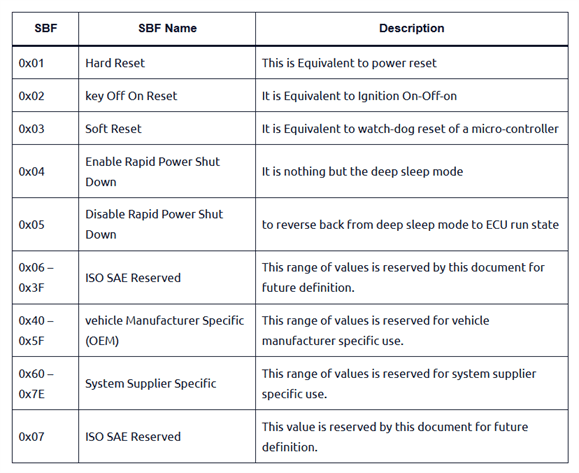 SBF SBF Name Description
0x01 Hard Reset This is Equivalent to power reset
0x02 key Off On Reset It is Equivalent to Ignition On-Off-on
0x03 Soft Reset It is Equivalent to watch-dog reset of a micro-controller
0x04 Enable Rapid Power Shut
Down It is nothing but the deep sleep mode
0x05 Disable Rapid Power Shut
Down to reverse back from deep sleep mode to ECU run state
0x06 –
0x3F ISO SAE Reserved This range of values is reserved by this document for
future definition.
0x40 –
0x5F vehicle Manufacturer Specific
(OEM) This range of values is reserved for vehicle
manufacturer specific use.
0x60 –
0x7E System Supplier Specific This range of values is reserved for system supplier
specific use.
0x07 ISO SAE Reserved This value is reserved by this document for future
definition.